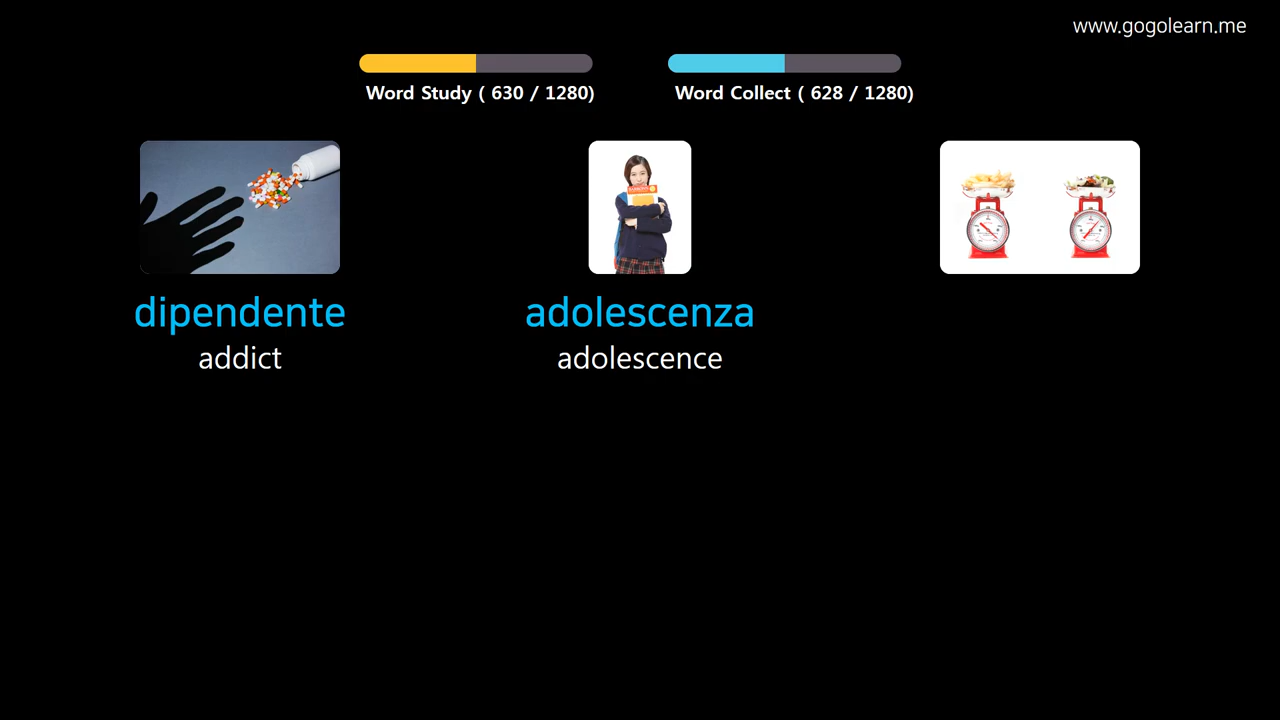 www.gogolearn.me
Word Study ( 630 / 1280)
Word Collect ( 628 / 1280)
dipendente
addict
adolescenza
adolescence